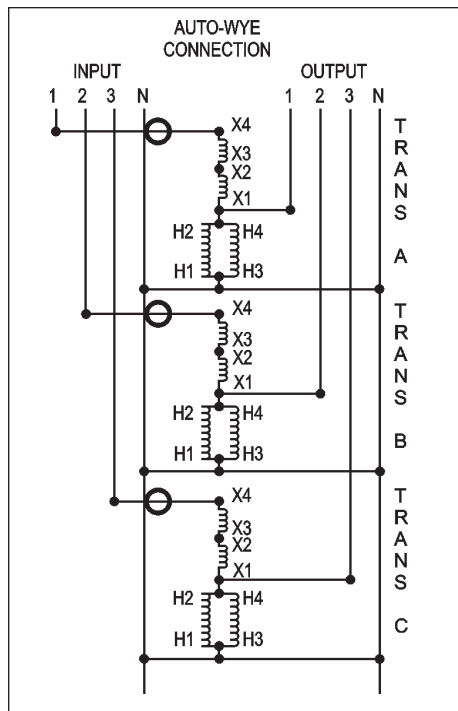 AUTO-WYE
CONNECTION
INPUT OUTPUT
1 2 3 N 1 2 3 N
X4
X3
X2
X1
H2 H4
H1 H3
TRANS A
X4
X3
X2
X1
H2 H4
H1 H3
TRANS B
X4
X3
X2
X1
H2 H4
H1 H3
TRANS C